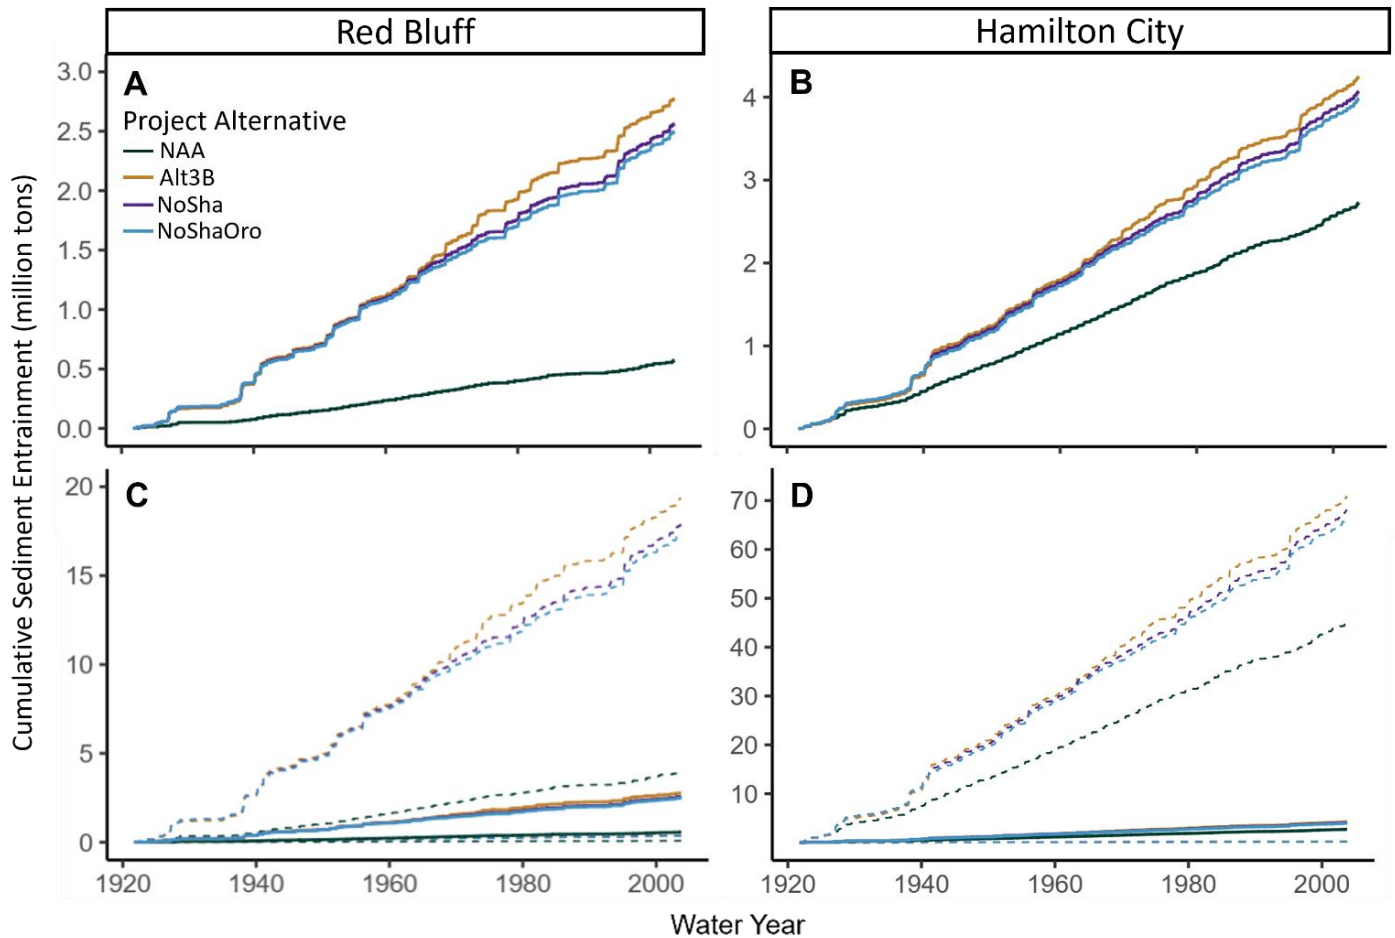 Red Bluff
Hamilton City
Cumulative Sediment Entrainment (million tons)
A
Project Alternative
NAA
Alt3B
NoSha
NoShaOro
3.0
2.5
2.0
1.5
1.0
0.5
0.0
B
4
3
2
1
0
C
20
15
10
5
0
1920 1940 1960 1980 2000
D
70
60
50
40
30
20
10
1920 1940 1960 1980 2000
Water Year